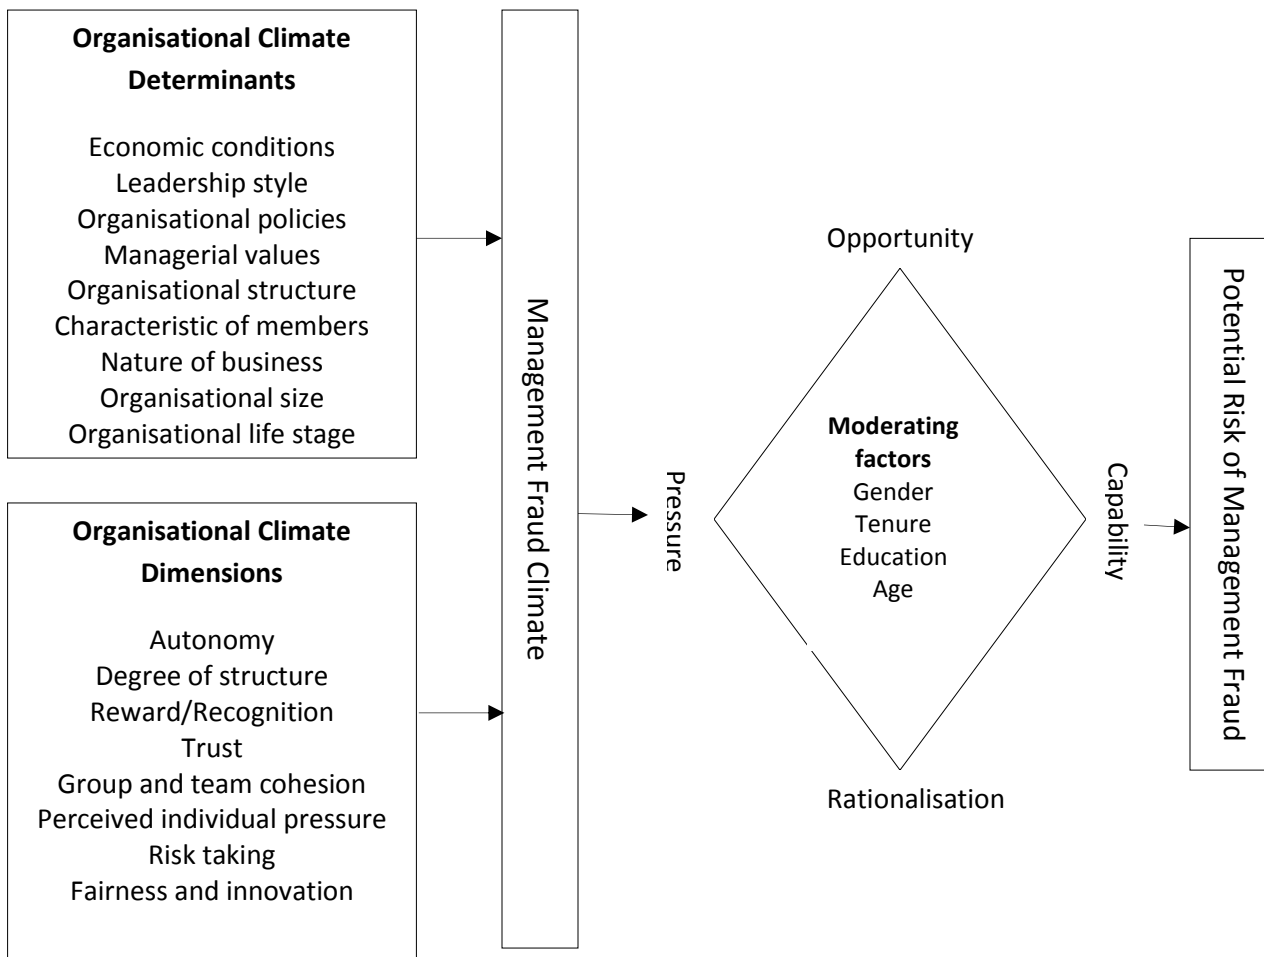 Organisational Climate
Determinants
Economic conditions
Leadership style
Organisational policies
Managerial values
Organisational structure
Characteristic of members
Nature of business
Organisational size
Organisational life stage
Organisational Climate
Dimensions
Autonomy
Degree of structure
Reward/Recognition
Trust
Group and team cohesion
Perceived individual pressure
Risk taking
Fairness and innovation
Management Fraud Climate
Pressure
Opportunity
Moderating
factors
Gender
Tenure
Education
Age
Rationalisation
Capability
Potential Risk of Management Fraud